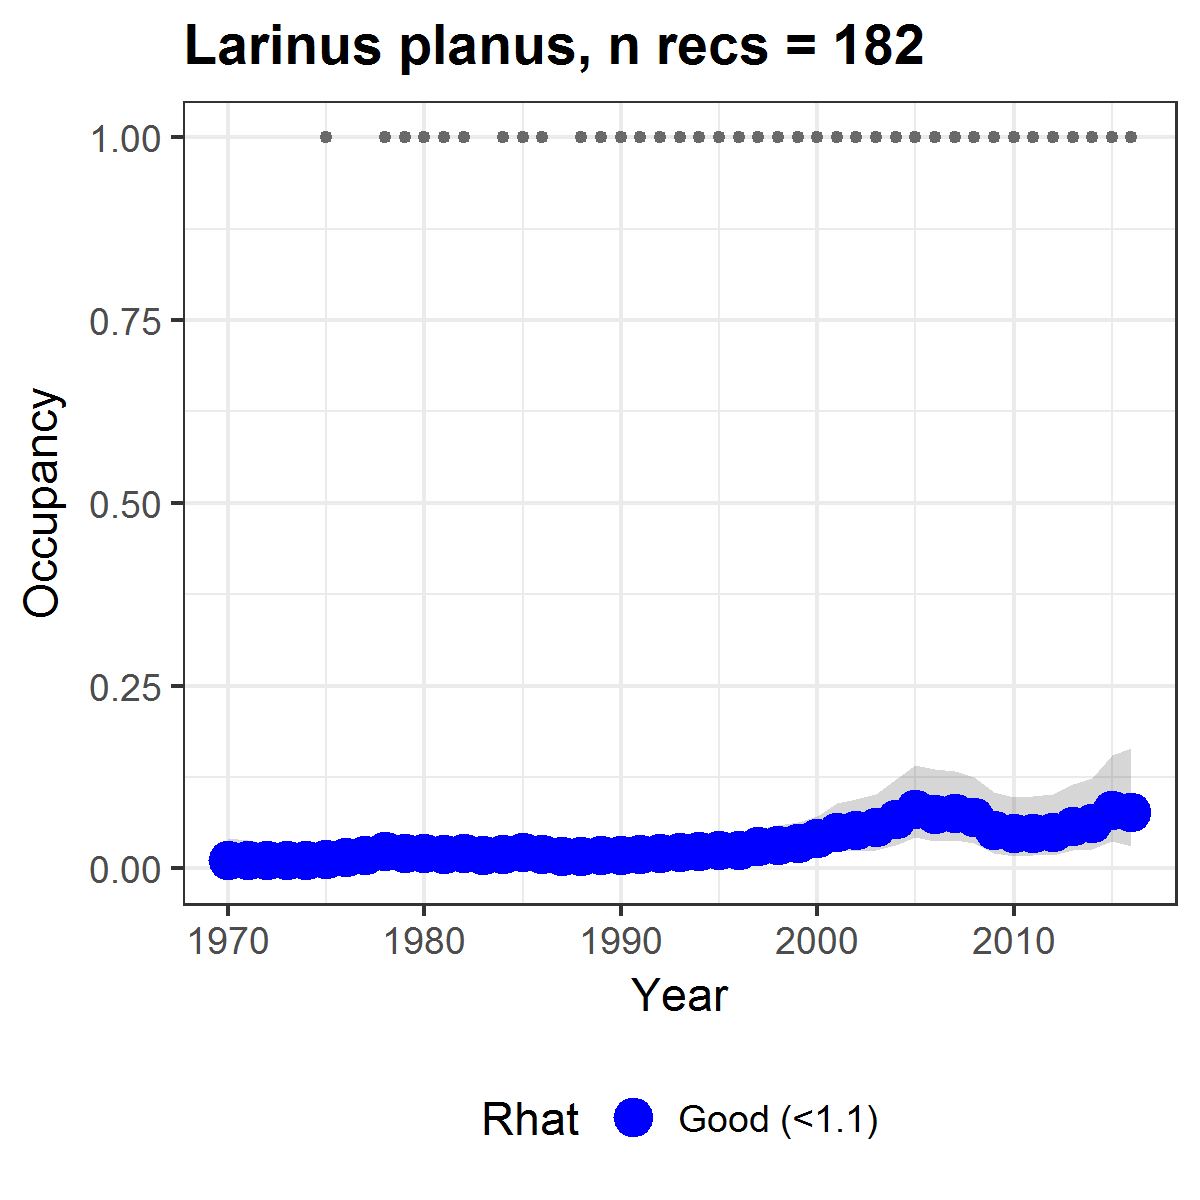 Larinus planus, n recs = 182
1.00
0.75
0.50
0.25
0.00
Occupancy
1970 1980 1990 2000 2010
Year
Rhat Good (<1.1)